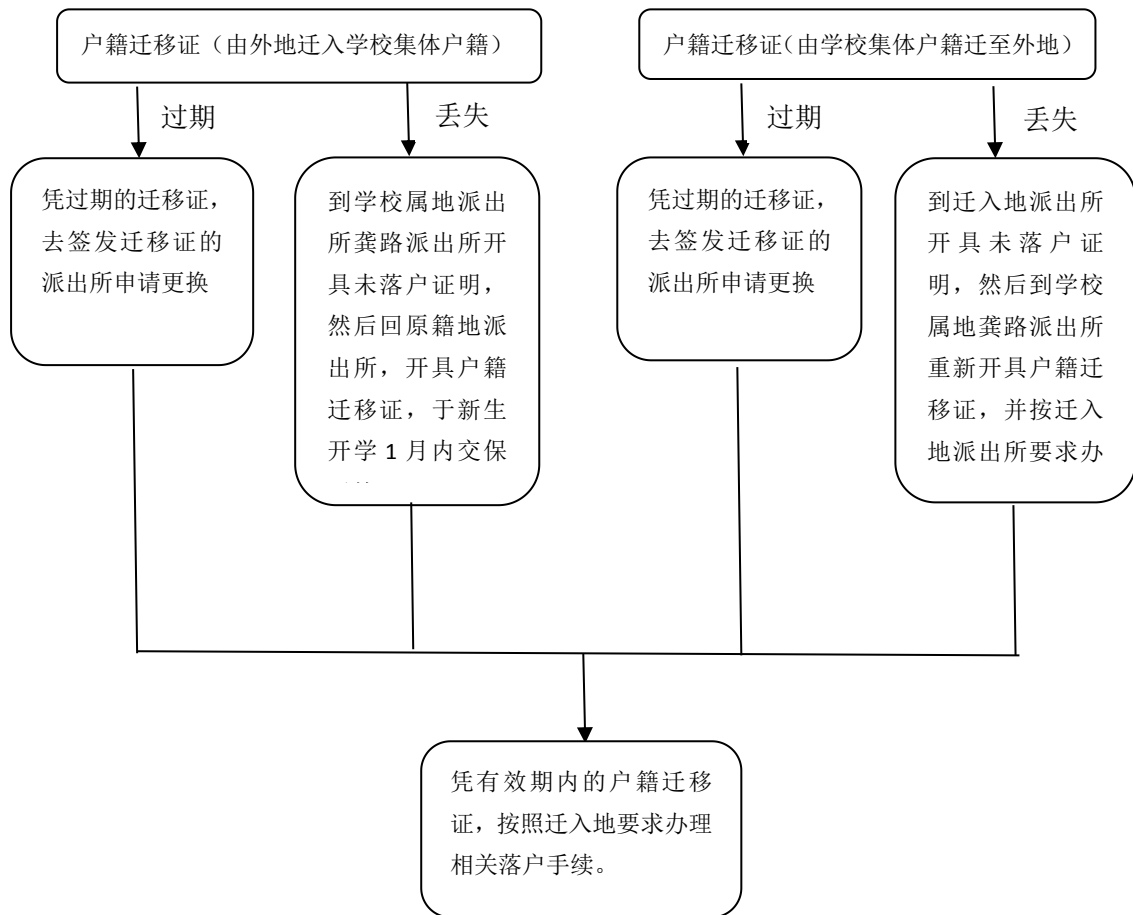 户籍迁移证（由外地迁入学校集体户籍）
户籍迁移证（由学校集体户籍迁至外地）
过期
丢失
过期
丢失
凭过期的迁移证，
去签发迁移证的
派出所申请更换
到学校属地派出
所龚路派出所开
具未落户证明，
然后回原籍地派
出所，开具户籍
迁移证，于新生
开学 1 月内交保
凭过期的迁移证，
去签发迁移证的
派出所申请更换
到迁入地派出所
开具未落户证
明，然后到学校
属地龚路派出所
重新开具户籍迁
移证，并按迁入
地派出所要求办
凭有效期内的户籍迁移
证，按照迁入地要求办理
相关落户手续。